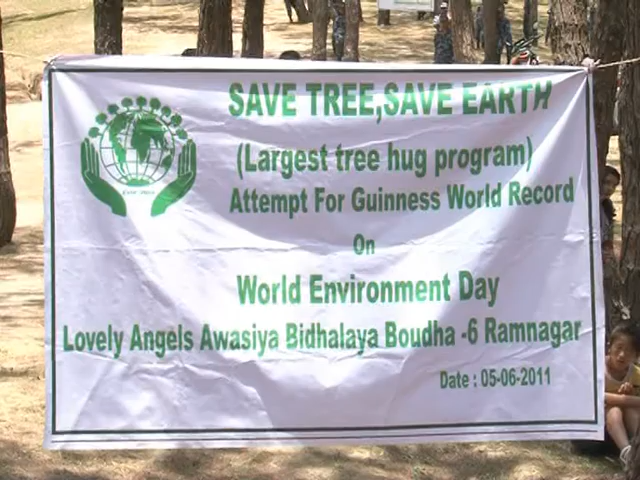 SAVE TREE,SAVE EARTH
(Largest tree hug program)
Attempt For Guinness World Record
On
World Environment Day
Lovely Angels Awasiya Bidhalaya Boudha -6 Ramnagar
Date : 05-06-2011